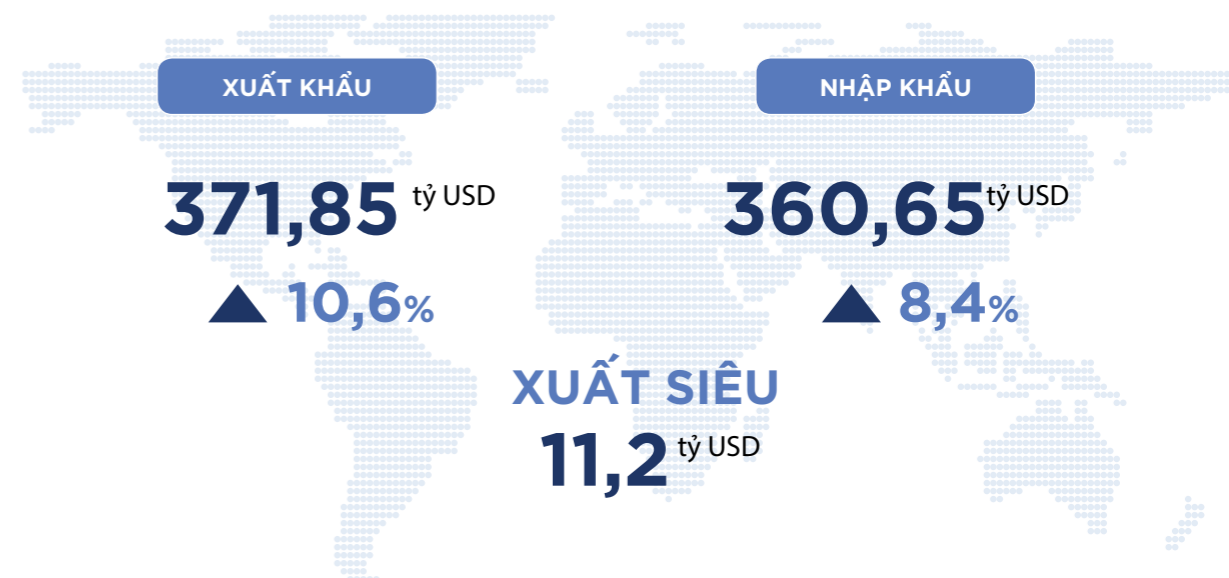 XUẤT KHẨU
371,85 tỷ USD
10,6%
NHẬP KHẨU
360,65 tỷ USD
8,4%
XUẤT SIÊU
11,2 tỷ USD